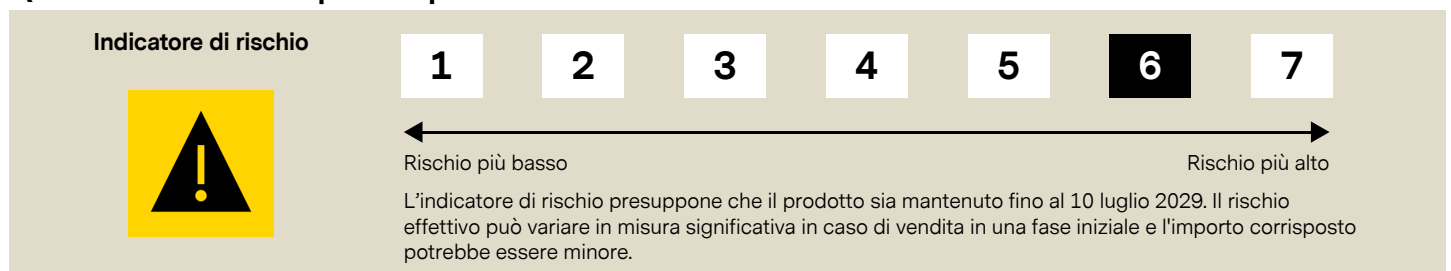 Indicatore di rischio
1 2 3 4 5 6 7
Rischio più basso
Rischio più alto
L'indicatore di rischio presuppone che il prodotto sia mantenuto fino al 10 luglio 2029. Il rischio
effettivo può variare in misura significativa in caso di vendita in una fase iniziale e l'importo corrisposto
potrebbe essere minore.